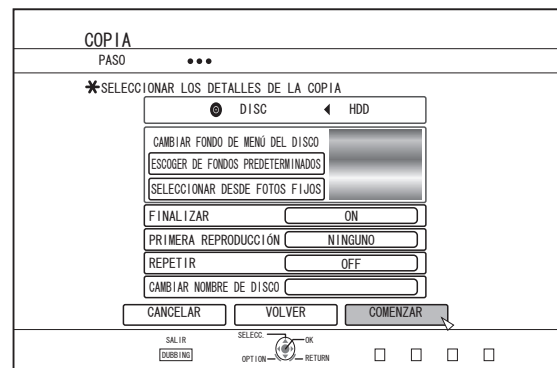 COPIA
PASO
SELECCIONAR LOS DETALLES DE LA COPIA
DISC HDD
CAMBIAR FONDO DE MENÚ DEL DISCO
ESCOGER DE FONDOS PREDETERMINADOS
SELECCIONAR DESDE FOTOS FIJOS
FINALIZAR ON
PRIMERA REPRODUCCIÓN NINGUNO
REPETIR OFF
CAMBIAR NOMBRE DE DISCO
CANCELAR VOLVER COMENZAR
SALIR SELECC. OK
DUBBING OPTION RETURN